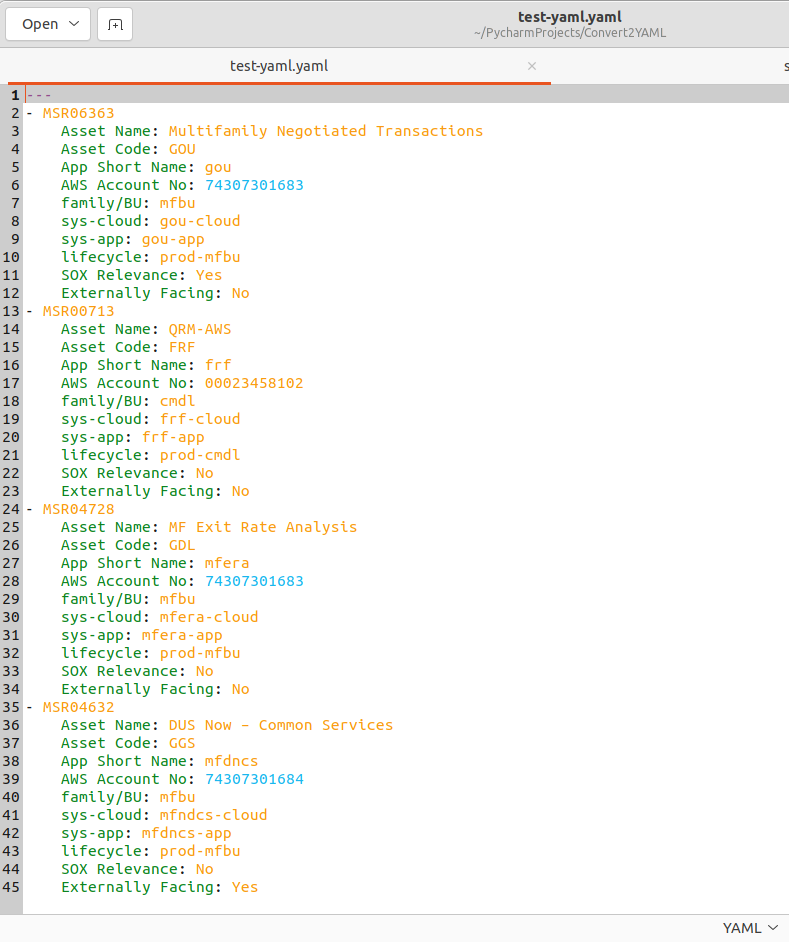 Open
test-yaml.yaml
~/PycharmProjects/Convert2YAML
test-yaml.yaml
s
1 ---
2 - MSR06363
3 Asset Name: Multifamily Negotiated Transactions
4 Asset Code: GOU
5 App Short Name: gou
6 AWS Account No: 74307301683
7 family/BU: mfbu
8 sys-cloud: gou-cloud
9 sys-app: gou-app
10 lifecycle: prod-mfbu
11 SOX Relevance: Yes
12 Externally Facing: No
13 - MSR00713
14 Asset Name: QRM-AWS
15 Asset Code: FRF
16 App Short Name: frf
17 AWS Account No: 00023458102
18 family/BU: cmdl
19 sys-cloud: frf-cloud
20 sys-app: frf-app
21 lifecycle: prod-cmdl
22 SOX Relevance: No
23 Externally Facing: No
24 - MSR04728
25 Asset Name: MF Exit Rate Analysis
26 Asset Code: GDL
27 App Short Name: mfera
28 AWS Account No: 74307301683
29 family/BU: mfbu
30 sys-cloud: mfera-cloud
31 sys-app: mfera-app
32 lifecycle: prod-mfbu
33 SOX Relevance: No
34 Externally Facing: No
35 - MSR04632
36 Asset Name: DUS Now – Common Services
37 Asset Code: GGS
38 App Short Name: mfdncs
39 AWS Account No: 74307301684
40 family/BU: mfbu
41 sys-cloud: mfndcs-cloud
42 sys-app: mfdncs-app
43 lifecycle: prod-mfbu
44 SOX Relevance: No
45 Externally Facing: Yes
YAML